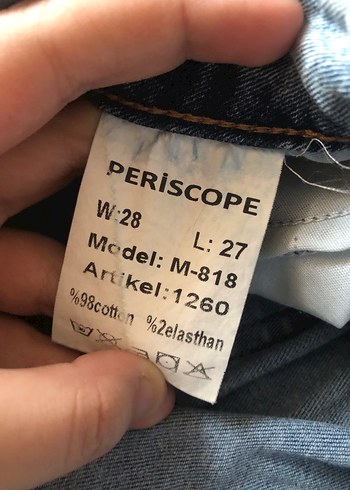 PERiSCOPE
W:28 L: 27
Model: M-818
Artikel:1260
%98cotton %2elasthan